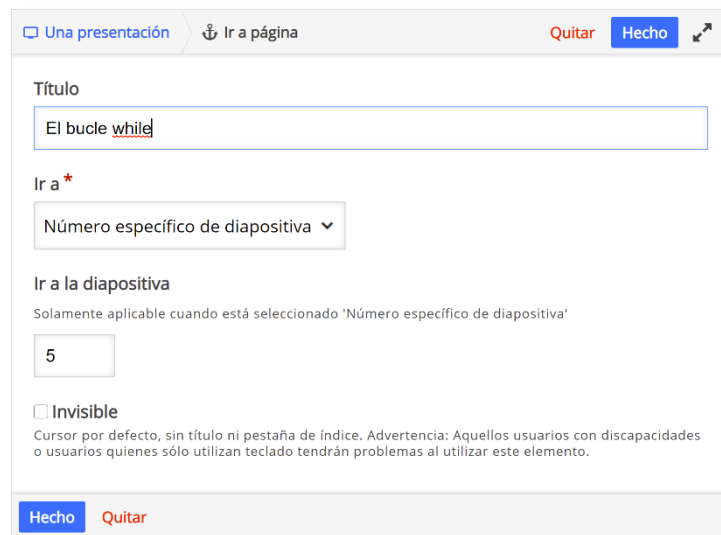 Una presentación Ir a página Quitar Hecho
Título
El bucle while
Ir a *
Número específico de diapositiva
Ir a la diapositiva
Solamente aplicable cuando está seleccionado 'Número específico de diapositiva'
5
Invisible
Cursor por defecto, sin título ni pestaña de índice. Advertencia: Aquellos usuarios con discapacidades
o usuarios quienes sólo utilizan teclado tendrán problemas al utilizar este elemento.
Hecho Quitar